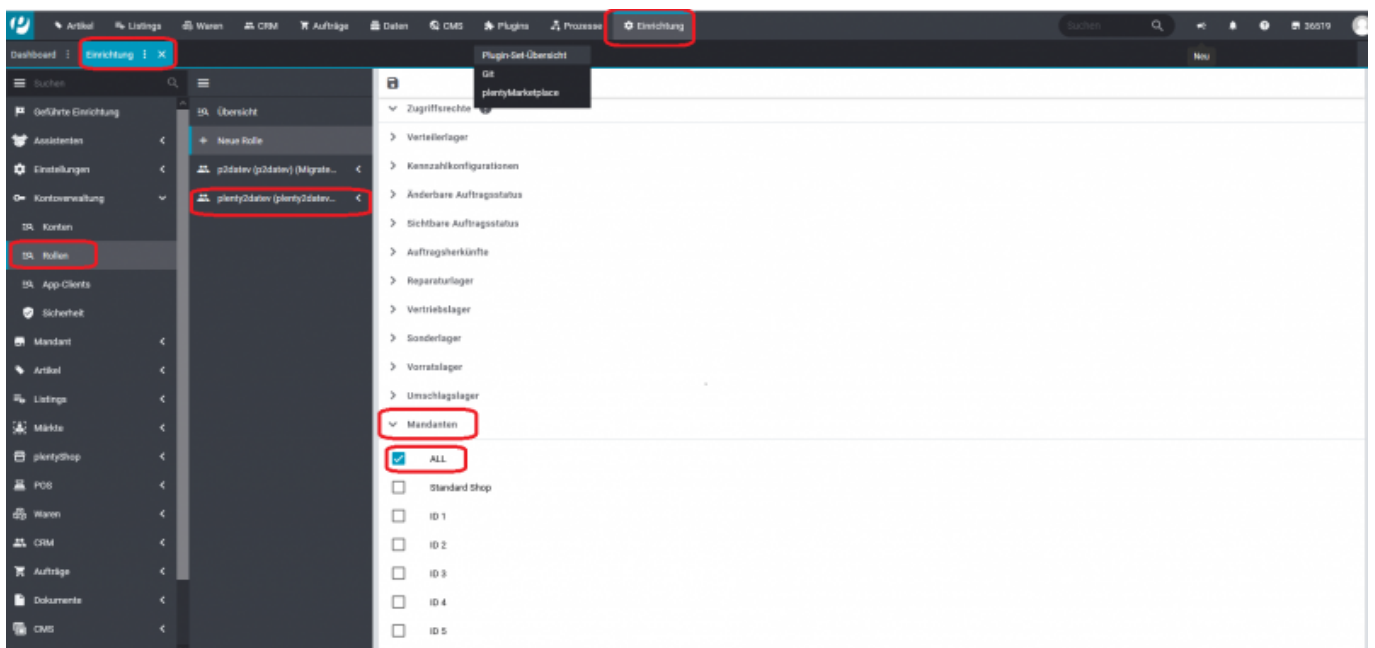 Artikel Listings Waren CRM Aufträge Daten CMS Plugins Prozesse Einrichtung Suchen 36519
Dashboard Einrichtung Neu
Plugin-Set-Übersicht
Git
plentyMarketplace
Suchen
Geführte Einrichtung
Assistenten
Einstellungen
Kontoverwaltung
Konten
Rollen
App-Clients
Sicherheit
Mandant
Artikel
Listings
Märkte
plentyShop
POS
Waren
CRM
Aufträge
Dokumente
CMS
Übersicht
Neue Rolle
p2datev (p2datev) (Migrate...
plenty2datev (plenty2datev...
Zugriffsrechte
Verteilerlager
Kennzahlkonfigurationen
Änderbare Auftragsstatus
Sichtbare Auftragsstatus
Auftragsherkünfte
Reparaturlager
Vertriebslager
Sonderlager
Vorratslager
Umschlagslager
Mandanten
ALL
Standard Shop
ID 1
ID 2
ID 3
ID 4
ID 5